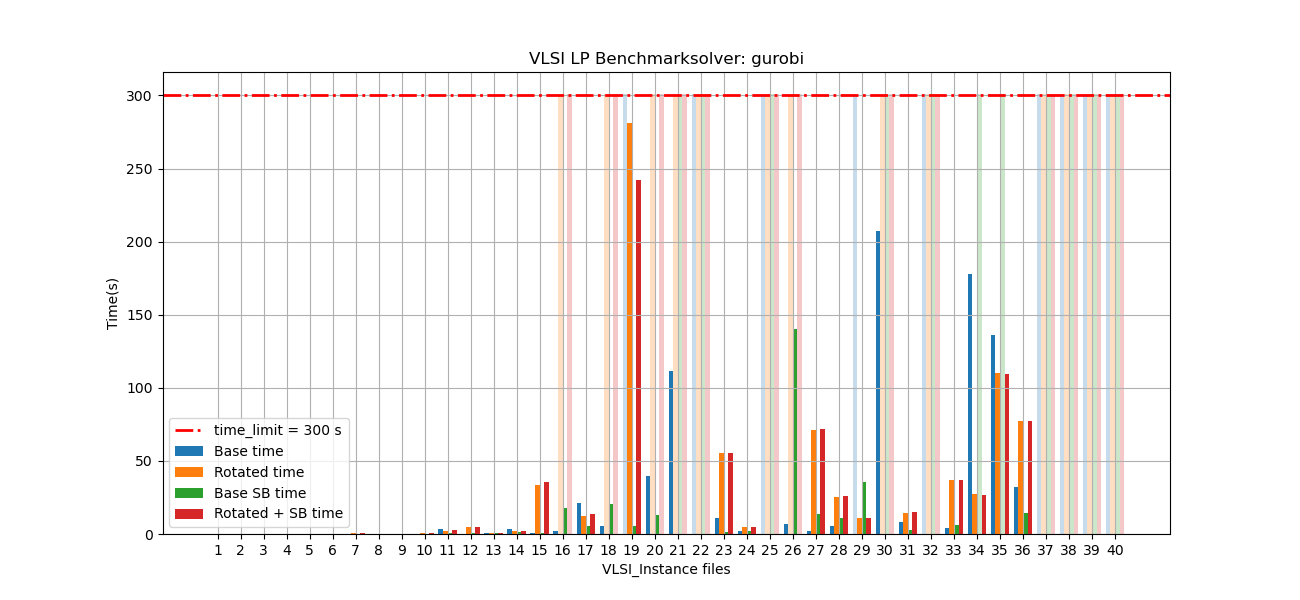 VLSI LP Benchmarksolver: gurobi
Time(s)
300
250
200
150
100
50
0
time_limit = 300 s
Base time
Rotated time
Base SB time
Rotated + SB time
1 2 3 4 5 6 7 8 9 10 11 12 13 14 15 16 17 18 19 20 21 22 23 24 25 26 27 28 29 30 31 32 33 34 35 36 37 38 39 40
VLSI_Instance files